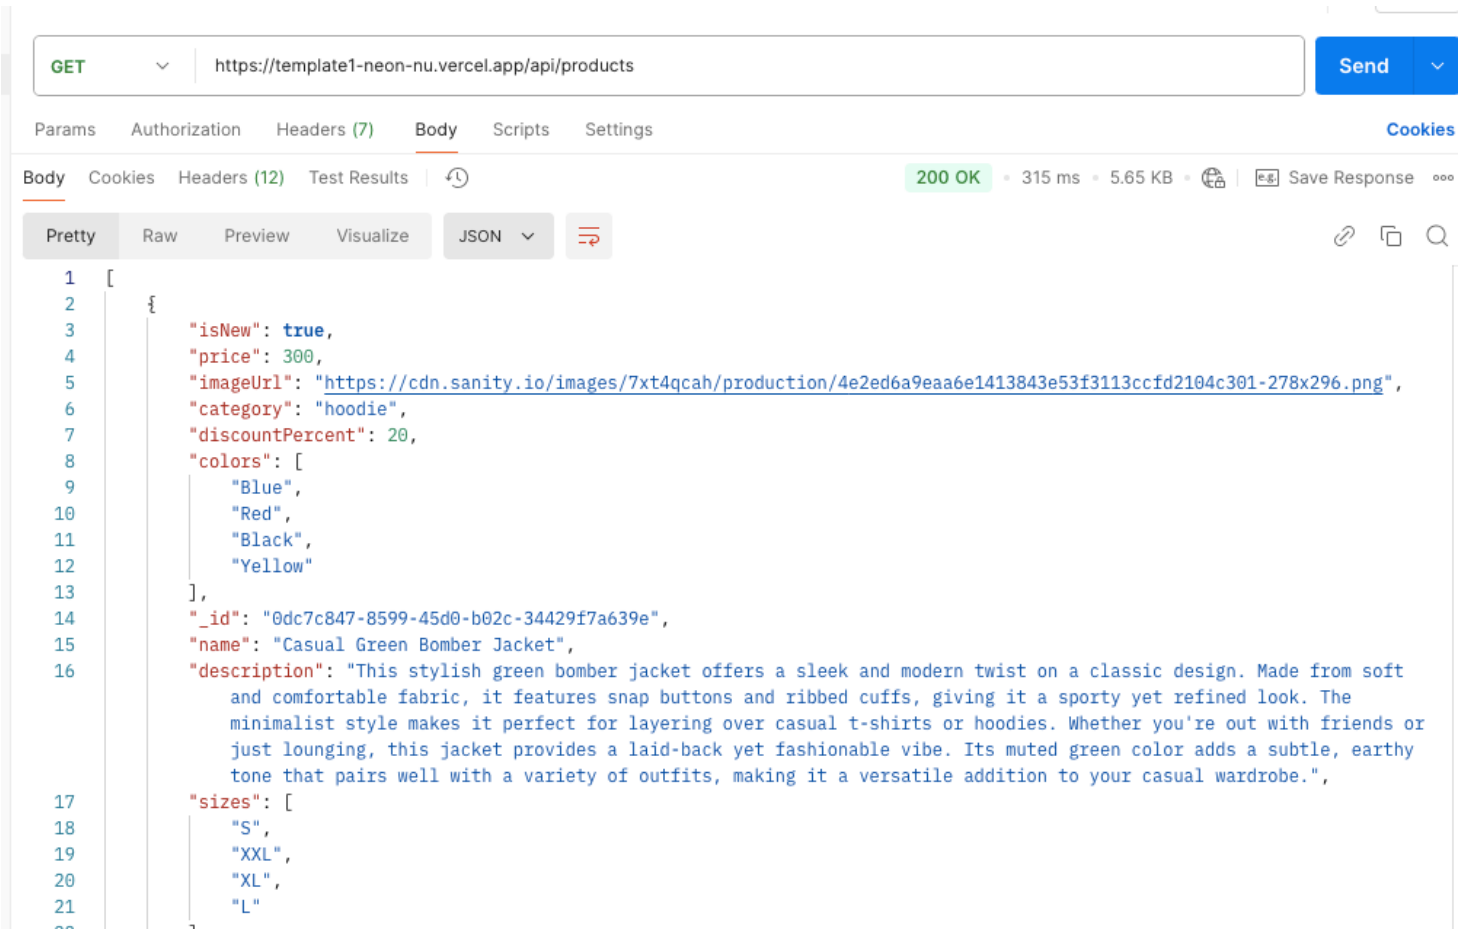 GET https://template1-neon-nu.vercel.app/api/products Send
Params Authorization Headers (7) Body Scripts Settings Cookies
Body Cookies Headers (12) Test Results 200 OK 315 ms 5.65 KB e.g. Save Response
Pretty Raw Preview Visualize JSON
1 [
2 {
3 "isNew": true,
4 "price": 300,
5 "imageUrl": "https://cdn.sanity.io/images/7xt4qcah/production/4e2ed6a9eaa6e1413843e53f3113ccfd2104c301-278x296.png",
6 "category": "hoodie",
7 "discountPercent": 20,
8 "colors": [
9 "Blue",
10 "Red",
11 "Black",
12 "Yellow"
13 ],
14 "_id": "0dc7c847-8599-45d0-b02c-34429f7a639e",
15 "name": "Casual Green Bomber Jacket",
16 "description": "This stylish green bomber jacket offers a sleek and modern twist on a classic design. Made from soft
and comfortable fabric, it features snap buttons and ribbed cuffs, giving it a sporty yet refined look. The
minimalist style makes it perfect for layering over casual t-shirts or hoodies. Whether you're out with friends or
just lounging, this jacket provides a laid-back yet fashionable vibe. Its muted green color adds a subtle, earthy
tone that pairs well with a variety of outfits, making it a versatile addition to your casual wardrobe.",
17 "sizes": [
18 "S",
19 "XXL",
20 "XL",
21 "L"